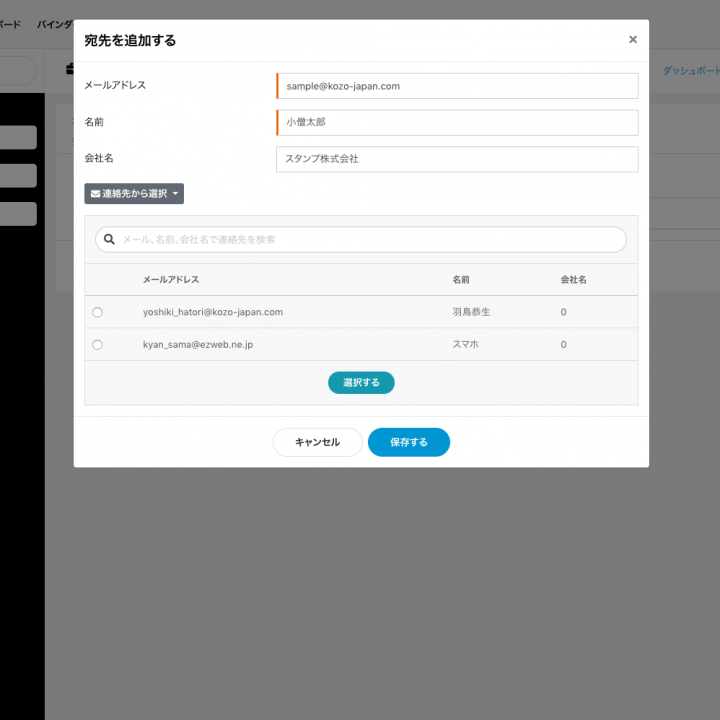 ボード バインダ
宛先を追加する ×
ダッシュボート
メールアドレス sample@kozo-japan.com
名前 小僧太郎
会社名 スタンプ株式会社
連絡先から選択
メール、名前、会社名で連絡先を検索
メールアドレス 名前 会社名
yoshiki_hatori@kozo-japan.com 羽鳥恭生 0
kyan_sama@ezweb.ne.jp スマホ 0
選択する
キャンセル 保存する